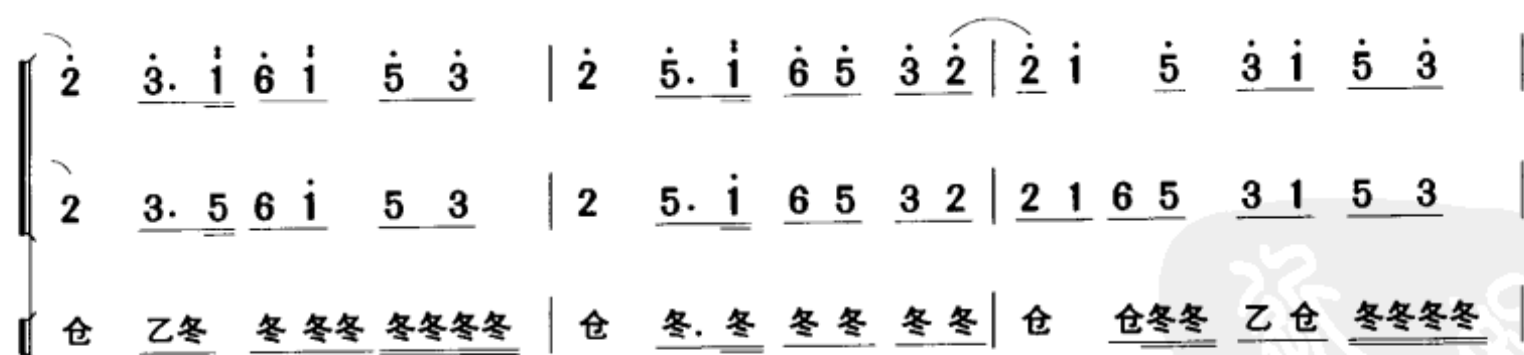 2 3. 1 6 1 5 3 | 2 5. 1 6 5 3 2 | 2 1 5 3 1 5 3 |
2 3. 5 6 1 5 3 | 2 5. 1 6 5 3 2 | 2 1 6 5 3 1 5 3 |
仓 乙冬 冬 冬冬 冬冬冬冬 | 仓 冬. 冬 冬 冬 冬 冬 | 仓 仓冬冬 乙 仓 冬冬冬冬 |